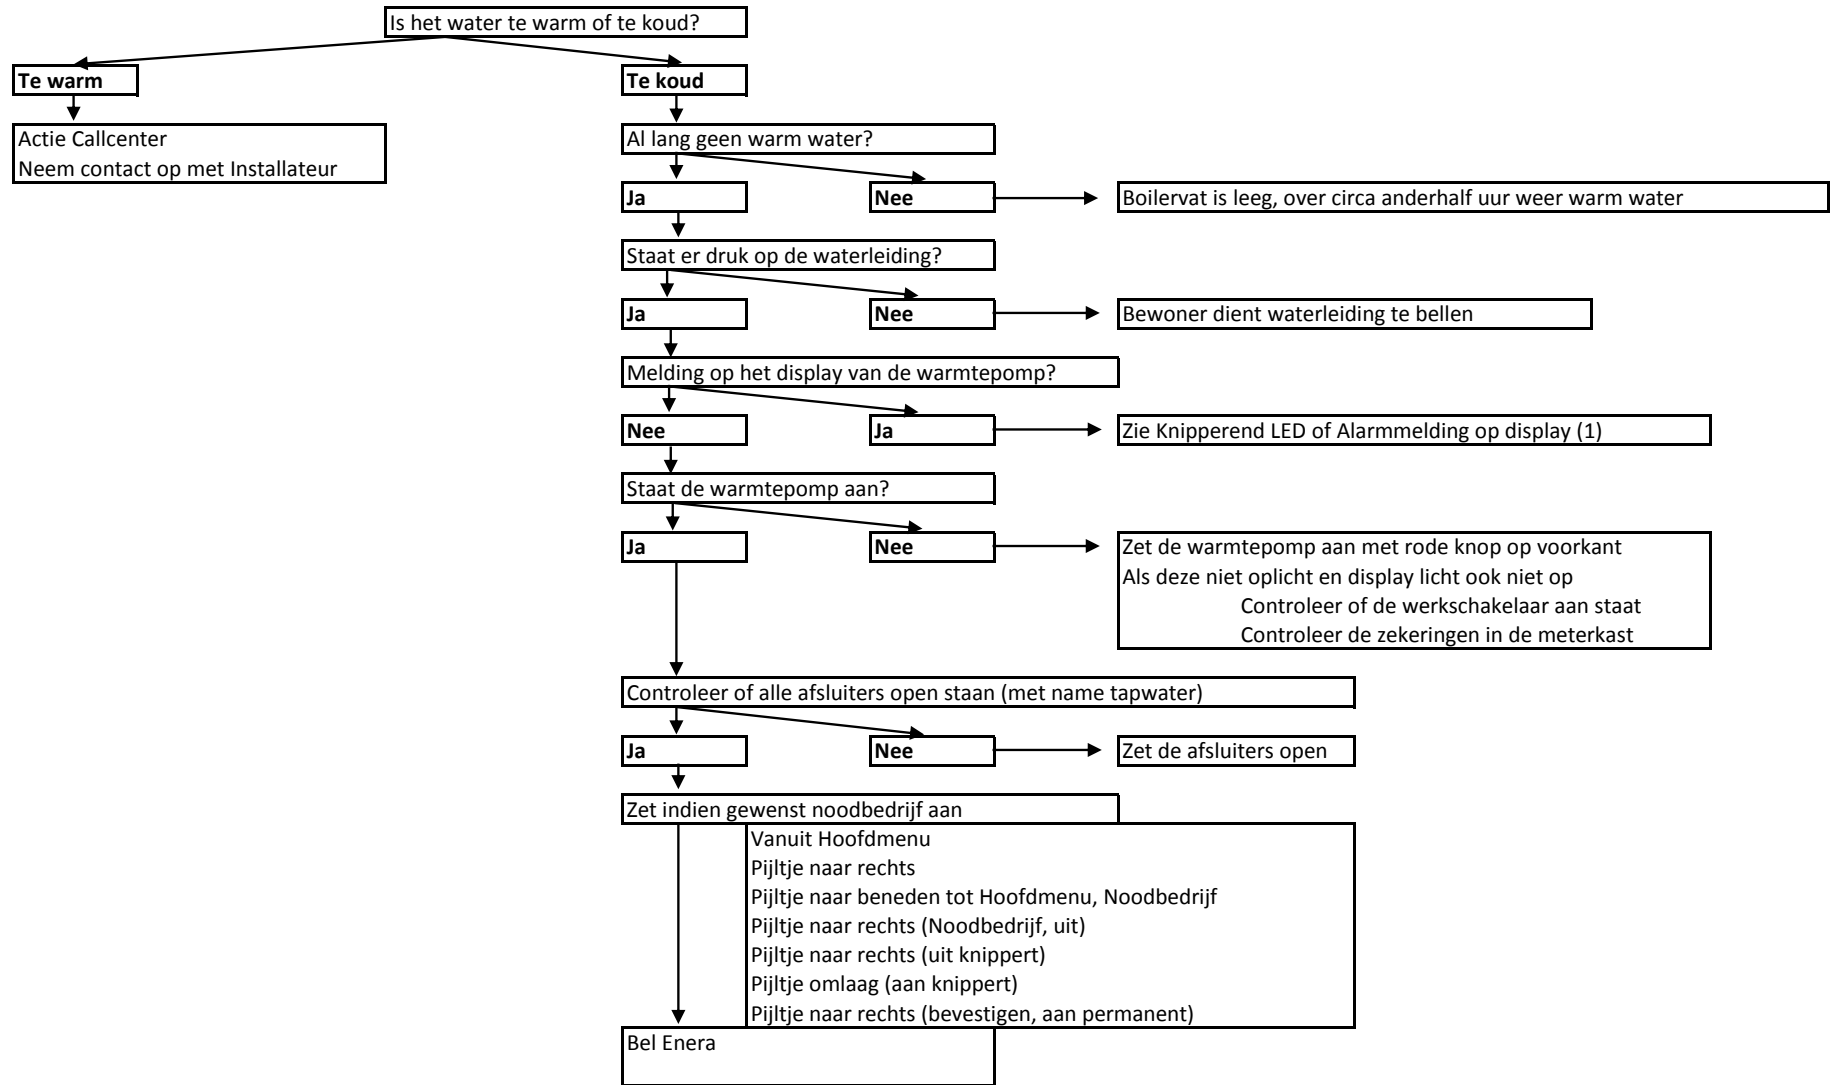 Is het water te warm of te koud?
Te warm
Te koud
Actie Callcenter
Neem contact op met Installateur
Al lang geen warm water?
Ja
Nee
Boilervat is leeg, over circa anderhalf uur weer warm water
Staat er druk op de waterleiding?
Ja
Nee
Bewoner dient waterleiding te bellen
Melding op het display van de warmtepomp?
Nee
Ja
Zie Knipperend LED of Alarmmelding op display (1)
Staat de warmtepomp aan?
Ja
Nee
Zet de warmtepomp aan met rode knop op voorkant
Als deze niet oplicht en display licht ook niet op
Controleer of de werkschakelaar aan staat
Controleer de zekeringen in de meterkast
Controleer of alle afsluiters open staan (met name tapwater)
Ja
Nee
Zet de afsluiters open
Zet indien gewenst noodbedrijf aan
Vanuit Hoofdmenu
Pijltje naar rechts
Pijltje naar beneden tot Hoofdmenu, Noodbedrijf
Pijltje naar rechts (Noodbedrijf, uit)
Pijltje naar rechts (uit knippert)
Pijltje omlaag (aan knippert)
Pijltje naar rechts (bevestigen, aan permanent)
Bel Enera